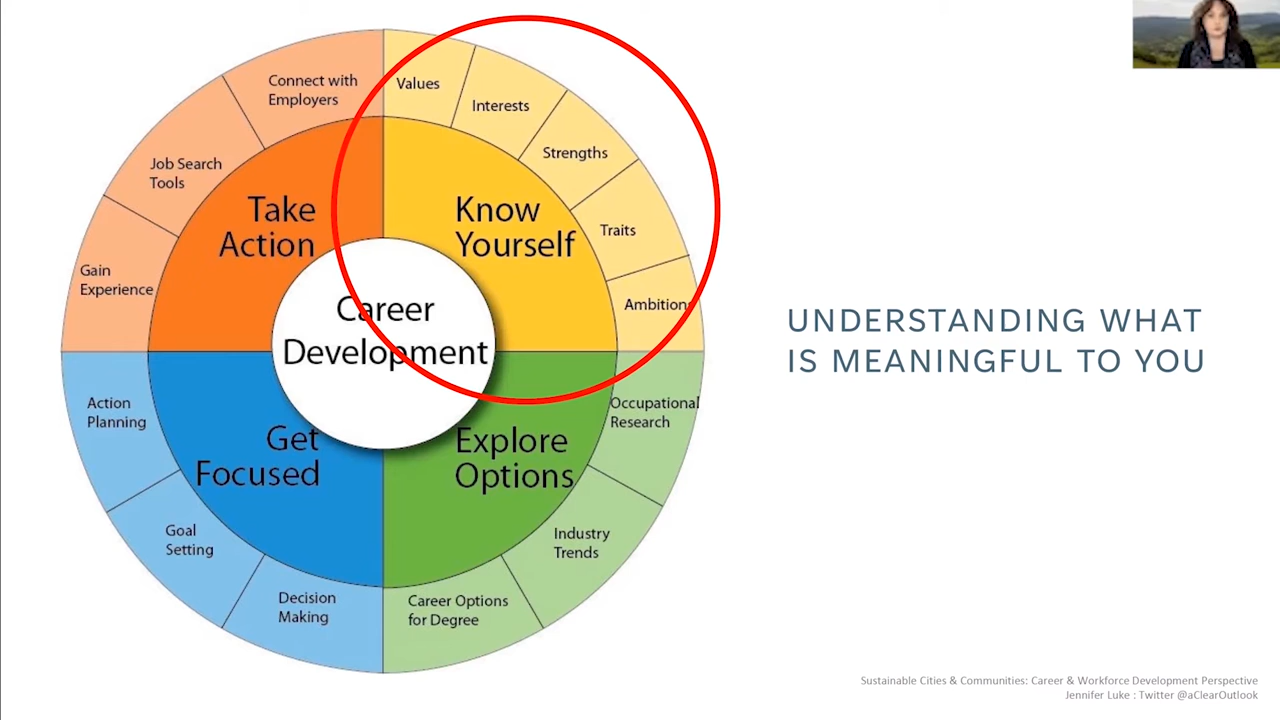 Connect with
Employers
Values
Interests
Strengths
Job Search
Tools
Take
Action
Know
Yourself
Traits
Gain
Experience
Ambitions
Career
Development
UNDERSTANDING WHAT
IS MEANINGFUL TO YOU
Action
Planning
Get
Focused
Explore
Options
Occupational
Research
Goal
Setting
Industry
Trends
Decision
Making
Career Options
for Degree
Sustainable Cities & Communities: Career & Workforce Development Perspective
Jennifer Luke : Twitter @aClearOutlook